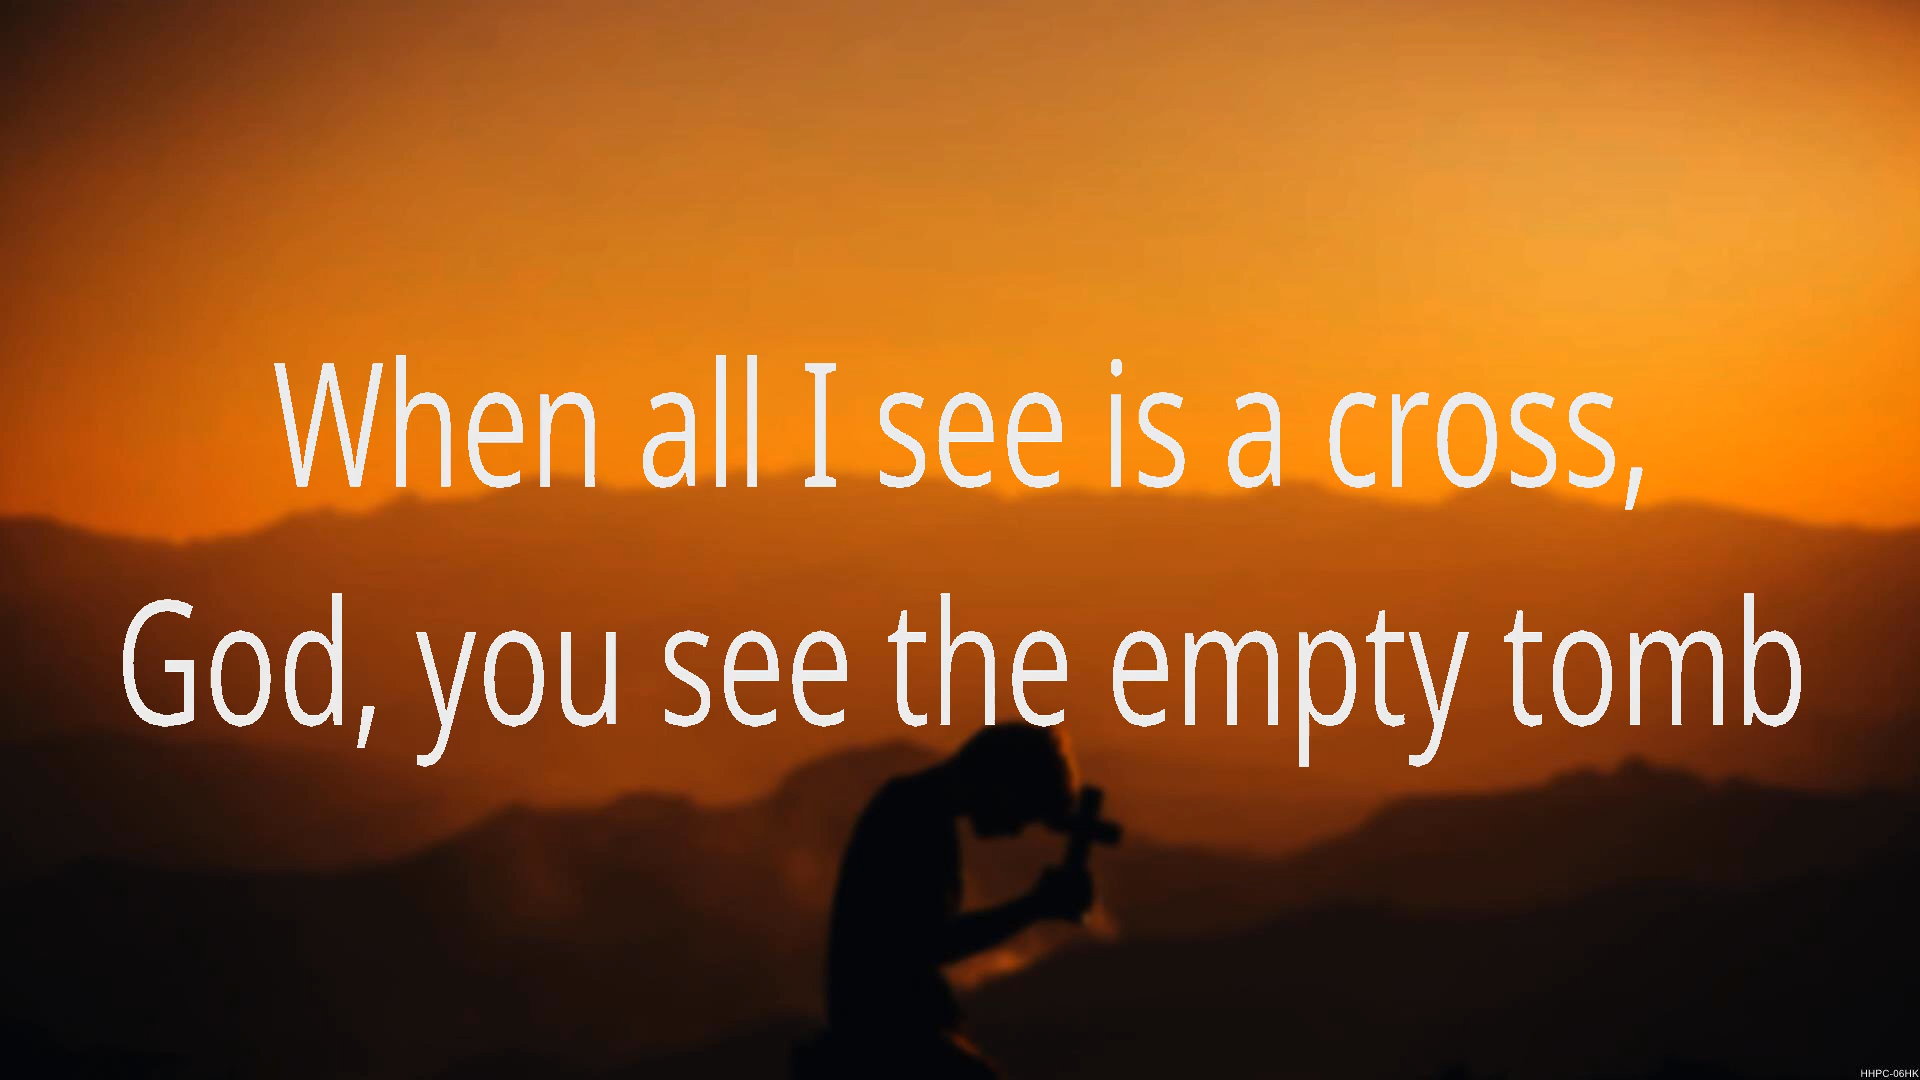 When all I see is a cross,
God, you see the empty tomb
HHPC-06HK